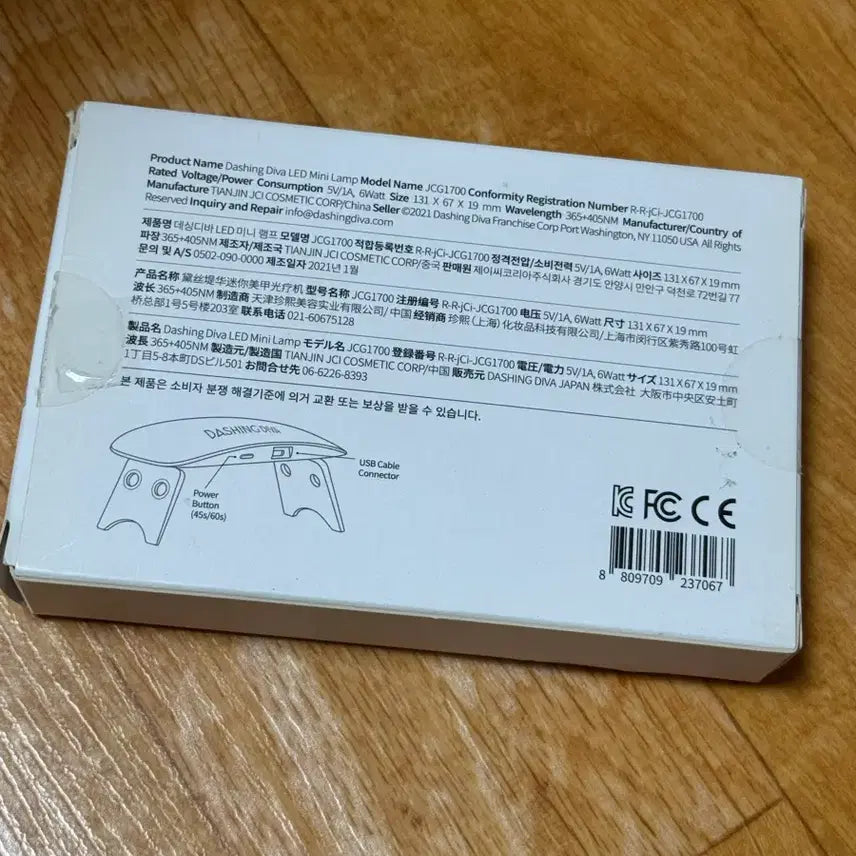 Product Name Dashing Diva LED Mini Lamp Model Name JCG1700 Conformity Registration Number R-R-jCi-JCG1700
Rated Voltage/Power Consumption 5V/1A, 6Watt Size 131 X 67 X 19 mm Wavelength 365+405NM Manufacturer/Country of
Manufacture TIANJIN JCI COSMETIC CORP/China Seller ©2021 Dashing Diva Franchise Corp Port Washington, NY 11050 USA All Rights
Reserved Inquiry and Repair info@dashingdiva.com
제품명 데싱디바 LED 미니 램프 모델명 JCG1700 적합등록번호 R-R-jCi-JCG1700 정격전압/소비전력 5V/1A, 6Watt 사이즈 131 X 67 X 19 mm
파장 365+405NM 제조자/제조국 TIANJIN JCI COSMETIC CORP/중국 판매원 제이씨코리아주식회사 경기도 안양시 만안구 덕천로 72번길 77
문의 및 A/S 0502-090-0000 제조일자 2021년 1월
产品名称 黛丝堤华迷你美甲光疗机 型号名称 JCG1700 注册编号 R-R-jCi-JCG1700 电压 5V/1A, 6Watt 尺寸 131 X 67 X 19 mm
波长 365+405NM 制造商 天津珍熙美容实业有限公司/ 中国 经销商 珍熙 (上海) 化妆品科技有限公司/上海市闵行区紫秀路100号虹
桥总部1号5号楼203室 联系电话 021-60675128
製品名 Dashing Diva LED Mini Lamp モデル名 JCG1700 登録番号 R-R-jCi-JCG1700 電圧/電力 5V/1A, 6Watt サイズ 131 X 67 X 19 mm
波長 365+405NM 製造元/製造国 TIANJIN JCI COSMETIC CORP/中国 販売元 DASHING DIVA JAPAN 株式会社 大阪市中央区安土町
1丁目5-8本町DSビル501 お問合せ先 06-6226-8393
본 제품은 소비자 분쟁 해결기준에 의거 교환 또는 보상을 받을 수 있습니다.
DASHING DIVA
USB Cable
Connector
Power
Button
(45s/60s)
FC CE
8 809709 237067